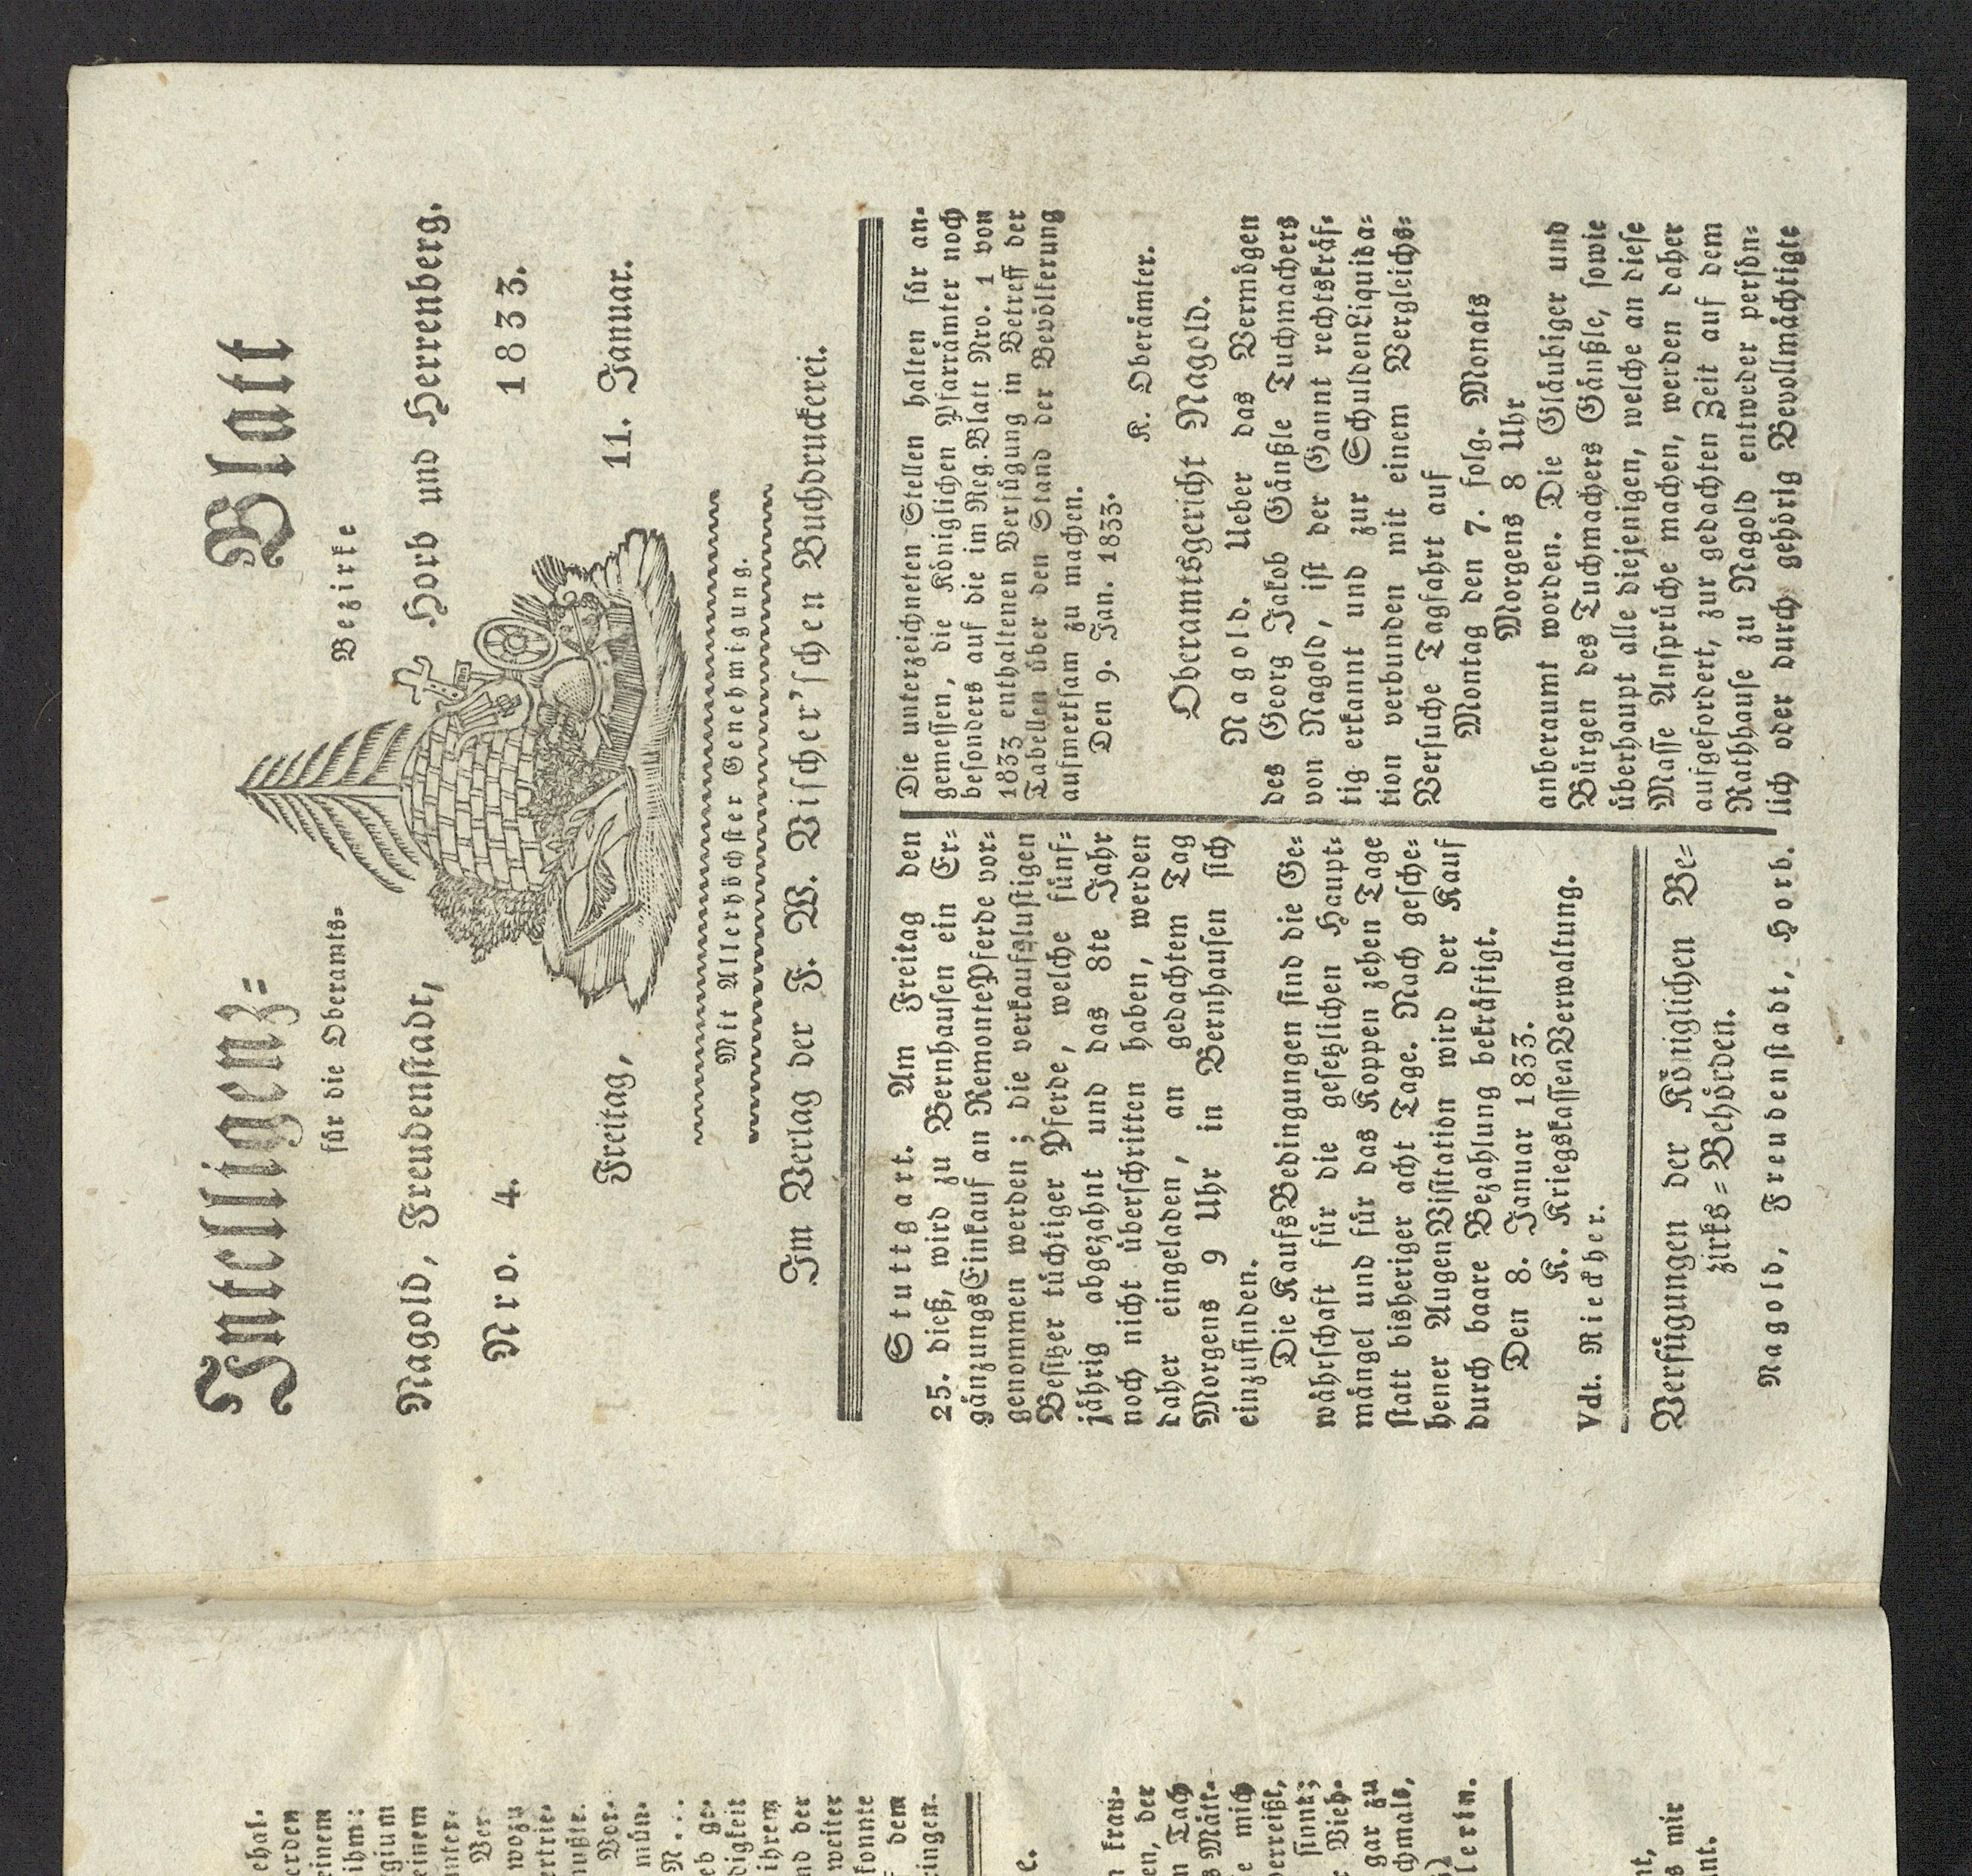 Intelligenz- Blatt
für die Oberamts- Bezirke
Nagold, Freudenstadt, Horb und Herrenberg.
Nro. 4. 1833.
Freitag, 11. Januar.
Mit Allerhöchster Genehmigung.
Im Verlag der F. W. Vischer'schen Buchdruckerei.
Stuttgart. Am Freitag den
25. dieß, wird zu Bernhausen ein Er-
gänzungsEinkauf an RemontePferde vor-
genommen werden; die verkaufslustigen
Besitzer tüchtiger Pferde, welche fünf-
jährig abgezahnt und das 8te Jahr
noch nicht überschritten haben, werden
daher eingeladen, an gedachtem Tag
Morgens 9 Uhr in Bernhausen sich
einzufinden.
Die KaufsBedingungen sind die Ge-
währschaft für die gesetzlichen Haupt-
mängel und für das Koppen zehen Tage
statt bisheriger acht Tage. Nach gesche-
hener AugenVisitation wird der Kauf
durch baare Bezahlung bekräftigt.
Den 8. Januar 1833.
K. KriegskassenVerwaltung.
Vdt. Riecher.
Verfügungen der Königlichen Be-
zirks-Behörden.
Nagold, Freudenstadt, Horb.
Die unterzeichneten Stellen halten für an-
gemessen, die Königlichen Pfarrämter noch
besonders auf die im Reg.Blatt Nro. 1 von
1833 enthaltenen Verfügung in Betreff der
Tabellen über den Stand der Bevölkerung
aufmerksam zu machen.
Den 9. Jan. 1833.
K. Oberämter.
Oberamtsgericht Nagold.
Nagold. Ueber das Vermögen
des Georg Jakob Gänßle Tuchmachers
von Nagold, ist der Gannt rechtskräf-
tig erkannt und zur SchuldenLiquida-
tion verbunden mit einem Vergleichs-
Versuche Tagfahrt auf
Montag den 7. folg. Monats
Morgens 8 Uhr
anberaumt worden. Die Gläubiger und
Bürgen des Tuchmachers Gänßle, sowie
überhaupt alle diejenigen, welche an diese
Masse Ansprüche machen, werden daher
aufgefordert, zur gedachten Zeit auf dem
Rathhause zu Nagold entweder persön-
lich oder durch gehörig Bevollmächtigte